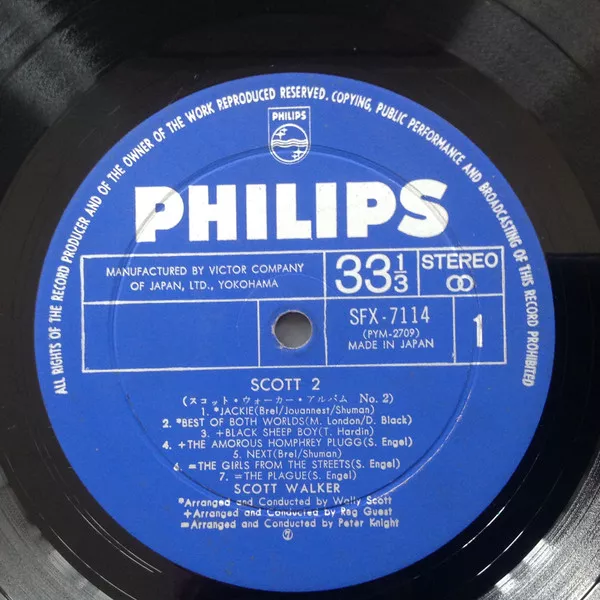 ALL RIGHTS OF THE RECORD PRODUCER AND OF THE OWNER OF THE WORK REPRODUCED RESERVED. COPYING, PUBLIC PERFORMANCE AND BROADCASTING OF THIS RECORD PROHIBITED
PHILIPS
PHILIPS
MANUFACTURED BY VICTOR COMPANY
OF JAPAN, LTD., YOKOHAMA
33 1/3
STEREO
SFX-7114
(PYM-2709)
MADE IN JAPAN
1
SCOTT 2
(スコット・ウォーカー・アルバム No. 2)
1. *JACKIE(Brel/Jouannest/Shuman)
2. *BEST OF BOTH WORLDS(M. London/D. Black)
3. +BLACK SHEEP BOY(T. Hardin)
4. +THE AMOROUS HOMPHREY PLUGG(S. Engel)
5. NEXT(Brel/Shuman)
6. =THE GIRLS FROM THE STREETS(S. Engel)
7. =THE PLAGUE(S. Engel)
SCOTT WALKER
*Arranged and Conducted by Wally Scott
+Arranged and Conducted by Reg Guest
=Arranged and Conducted by Peter Knight